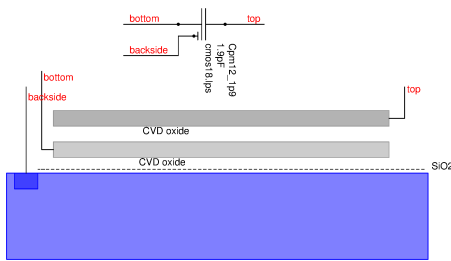 bottom
top
backside
Cpm12_1p9
1.9pF
cmos18.lps
bottom
backside
top
CVD oxide
CVD oxide
SiO2